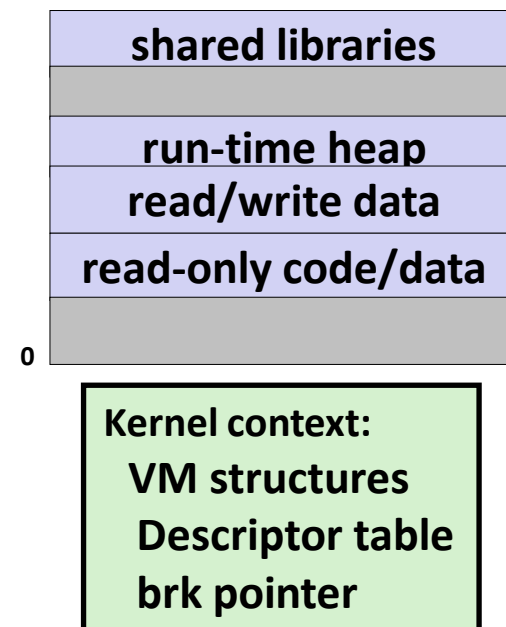 shared libraries
run-time heap
read/write data
read-only code/data
0
Kernel context:
VM structures
Descriptor table
brk pointer